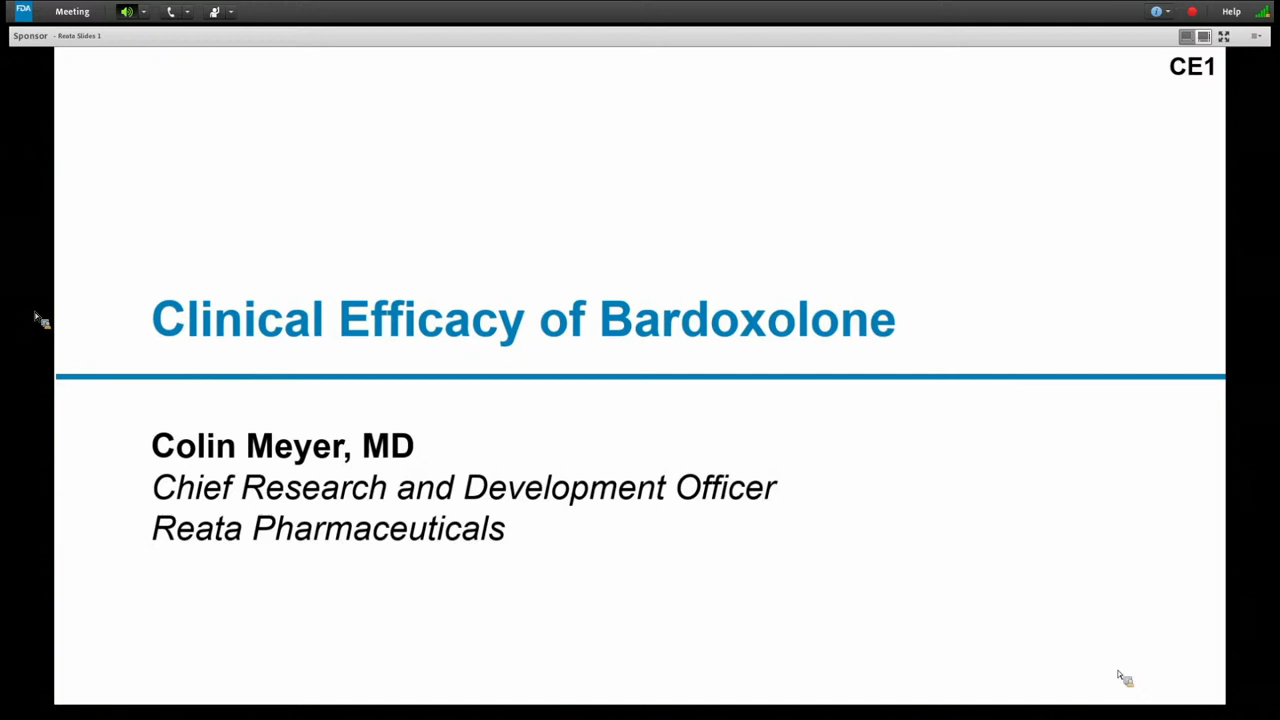 FDA
Meeting
Help
Sponsor - Reata Slides 1
CE1
Clinical Efficacy of Bardoxolone
Colin Meyer, MD
Chief Research and Development Officer
Reata Pharmaceuticals